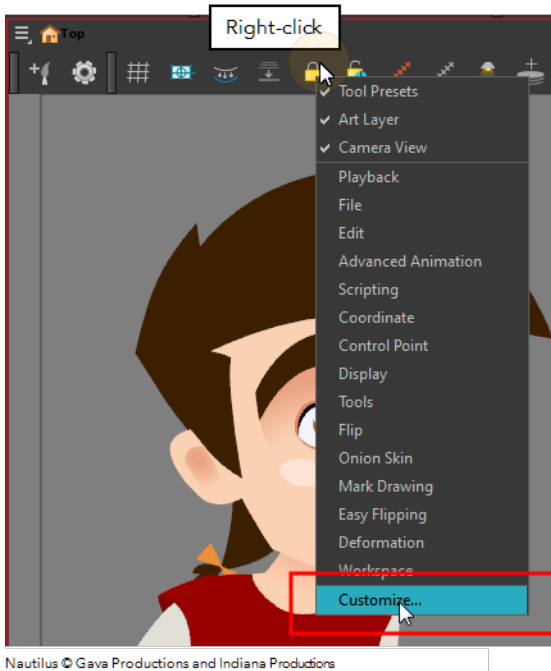 Right-click
Top
Tool Presets
Art Layer
Camera View
Playback
File
Edit
Advanced Animation
Scripting
Coordinate
Control Point
Display
Tools
Flip
Onion Skin
Mark Drawing
Easy Flipping
Deformation
Workspace
Customize...
Nautilus © Gava Productions and Indiana Productions